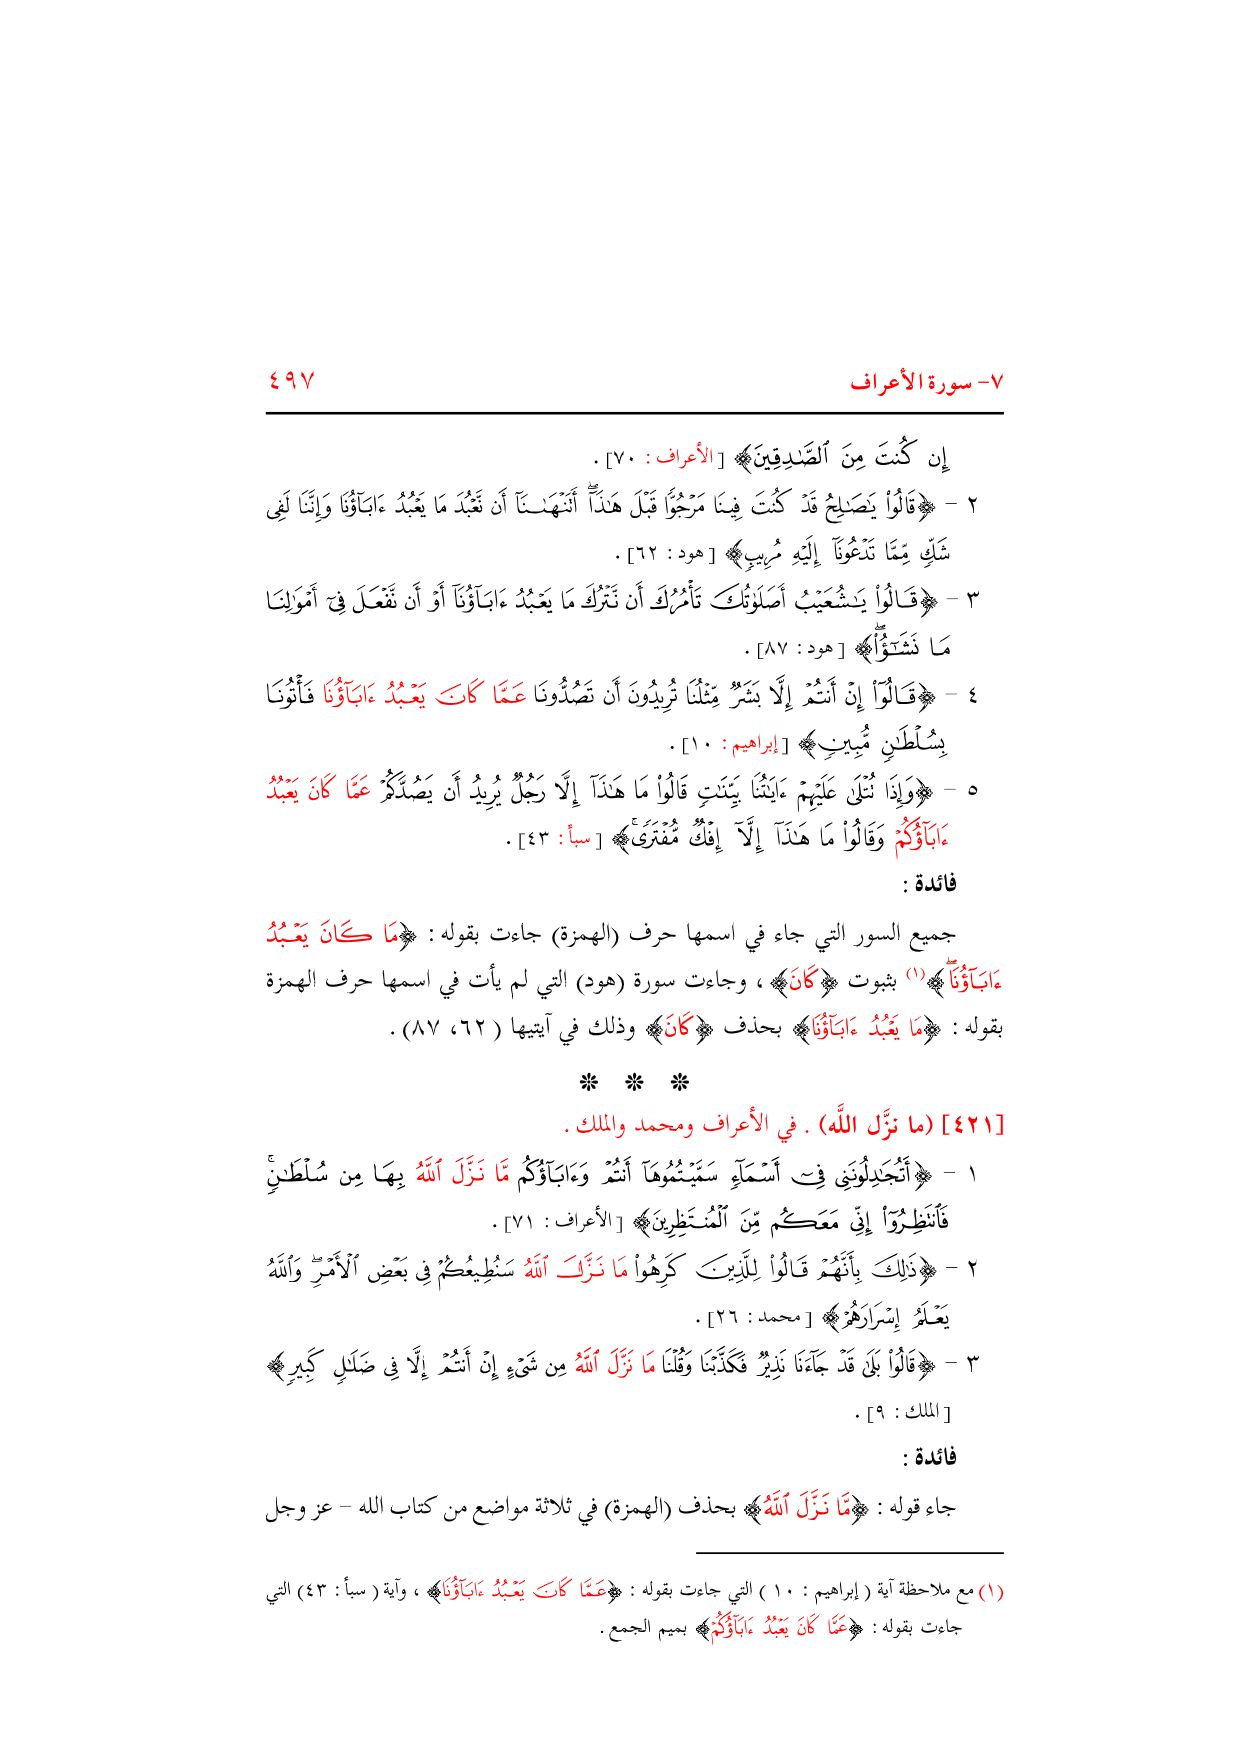 ٧- سورة الأعراف ٤٩٧
إِن كُنتَ مِنَ ٱلصَّٰدِقِينَ﴾ [الأعراف : ٧٠] .
٢ - ﴿قَالُوا۟ يَٰصَٰلِحُ قَدْ كُنتَ فِينَا مَرْجُوًّا قَبْلَ هَٰذَآ ۖ أَتَنْهَىٰنَآ أَن نَّعْبُدَ مَا يَعْبُدُ ءَابَآؤُنَا وَإِنَّنَا لَفِى
شَكٍّ مِّمَّا تَدْعُونَآ إِلَيْهِ مُرِيبٍ﴾ [هود : ٦٢] .
٣ - ﴿قَالُوا۟ يَٰشُعَيْبُ أَصَلَوٰتُكَ تَأْمُرُكَ أَن نَّتْرُكَ مَا يَعْبُدُ ءَابَآؤُنَآ أَوْ أَن نَّفْعَلَ فِىٓ أَمْوَٰلِنَا
مَا نَشَٰٓؤُا۟ ۖ﴾ [هود : ٨٧] .
٤ - ﴿قَالُوٓا۟ إِنْ أَنتُمْ إِلَّا بَشَرٌ مِّثْلُنَا تُرِيدُونَ أَن تَصُدُّونَا عَمَّا كَانَ يَعْبُدُ ءَابَآؤُنَا فَأْتُونَا
بِسُلْطَٰنٍ مُّبِينٍ﴾ [إبراهيم : ١٠] .
٥ - ﴿وَإِذَا تُتْلَىٰ عَلَيْهِمْ ءَايَٰتُنَا بَيِّنَٰتٍ قَالُوا۟ مَا هَٰذَآ إِلَّا رَجُلٌ يُرِيدُ أَن يَصُدَّكُمْ عَمَّا كَانَ يَعْبُدُ
ءَابَآؤُكُمْ وَقَالُوا۟ مَا هَٰذَآ إِلَّآ إِفْكٌ مُّفْتَرًى ۚ﴾ [سبأ : ٤٣] .
فائدة :
جميع السور التي جاء في اسمها حرف (الهمزة) جاءت بقوله : ﴿مَا كَانَ يَعْبُدُ
ءَابَآؤُنَا ۖ﴾(١) بثبوت ﴿كَانَ﴾ ، وجاءت سورة (هود) التي لم يأت في اسمها حرف الهمزة
بقوله : ﴿مَا يَعْبُدُ ءَابَآؤُنَا﴾ بحذف ﴿كَانَ﴾ وذلك في آيتيها ( ٦٢، ٨٧) .
❊ ❊ ❊
[٤٢١] (ما نزَّل اللَّه) . في الأعراف ومحمد والملك .
١ - ﴿أَتُجَٰدِلُونَنِى فِىٓ أَسْمَآءٍ سَمَّيْتُمُوهَآ أَنتُمْ وَءَابَآؤُكُم مَّا نَزَّلَ ٱللَّهُ بِهَا مِن سُلْطَٰنٍ ۚ
فَٱنتَظِرُوٓا۟ إِنِّى مَعَكُم مِّنَ ٱلْمُنتَظِرِينَ﴾ [الأعراف : ٧١] .
٢ - ﴿ذَٰلِكَ بِأَنَّهُمْ قَالُوا۟ لِلَّذِينَ كَرِهُوا۟ مَا نَزَّلَ ٱللَّهُ سَنُطِيعُكُمْ فِى بَعْضِ ٱلْأَمْرِ ۖ وَٱللَّهُ
يَعْلَمُ إِسْرَارَهُمْ﴾ [محمد : ٢٦] .
٣ - ﴿قَالُوا۟ بَلَىٰ قَدْ جَآءَنَا نَذِيرٌ فَكَذَّبْنَا وَقُلْنَا مَا نَزَّلَ ٱللَّهُ مِن شَىْءٍ إِنْ أَنتُمْ إِلَّا فِى ضَلَٰلٍ كَبِيرٍ﴾
[الملك : ٩] .
فائدة :
جاء قوله : ﴿مَّا نَزَّلَ ٱللَّهُ﴾ بحذف (الهمزة) في ثلاثة مواضع من كتاب الله - عز وجل
(١) مع ملاحظة آية ( إبراهيم : ١٠ ) التي جاءت بقوله : ﴿عَمَّا كَانَ يَعْبُدُ ءَابَآؤُنَا﴾ ، وآية ( سبأ : ٤٣) التي
جاءت بقوله : ﴿عَمَّا كَانَ يَعْبُدُ ءَابَآؤُكُمْ﴾ بميم الجمع .